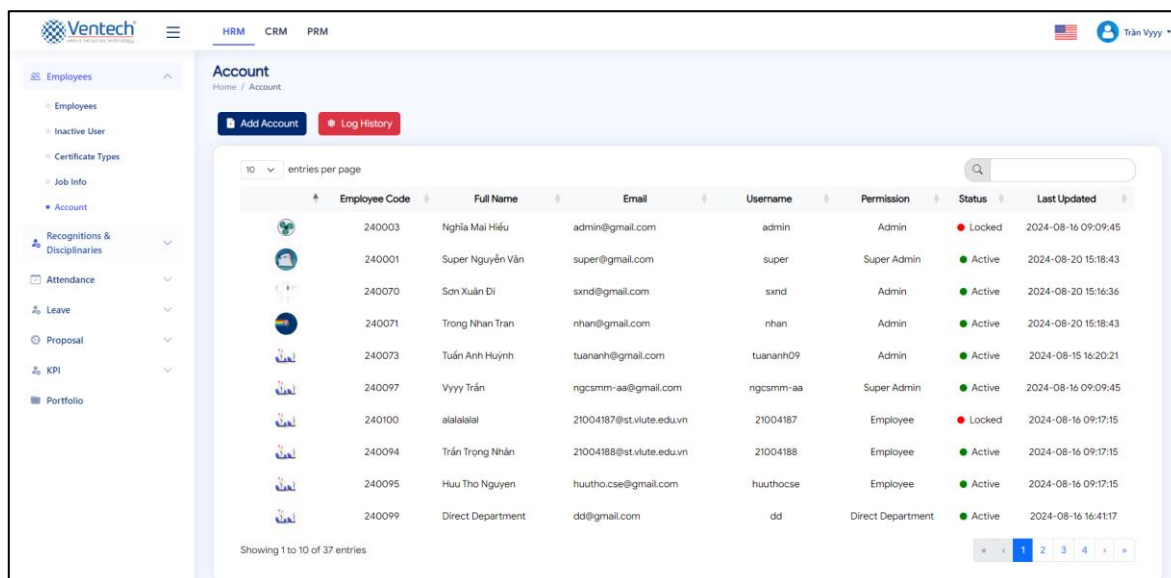 Ventech
HRM CRM PRM
Trần Vyyy
Employees
Employees
Inactive User
Certificate Types
Job Info
Account
Recognitions &
Disciplinaries
Attendance
Leave
Proposal
KPI
Portfolio
Account
Home / Account
Add Account Log History
10 entries per page
Employee Code Full Name Email Username Permission Status Last Updated
240003 Nghĩa Mai Hiếu admin@gmail.com admin Admin Locked 2024-08-16 09:09:45
240001 Super Nguyễn Văn super@gmail.com super Super Admin Active 2024-08-20 15:18:43
240070 Sơn Xuân Đi sxnd@gmail.com sxnd Admin Active 2024-08-20 15:16:36
240071 Trong Nhan Tran nhan@gmail.com nhan Admin Active 2024-08-20 15:18:43
240073 Tuấn Anh Huỳnh tuananh@gmail.com tuananh09 Admin Active 2024-08-15 16:20:21
240097 Vyyy Trần ngcsmm-aa@gmail.com ngcsmm-aa Super Admin Active 2024-08-16 09:09:45
240100 alalalalal 21004187@st.vlute.edu.vn 21004187 Employee Locked 2024-08-16 09:17:15
240094 Trần Trọng Nhân 21004188@st.vlute.edu.vn 21004188 Employee Active 2024-08-16 09:17:15
240095 Huu Tho Nguyen huutho.cse@gmail.com huuthocse Employee Active 2024-08-16 09:17:15
240099 Direct Department dd@gmail.com dd Direct Department Active 2024-08-16 16:41:17
Showing 1 to 10 of 37 entries
« ‹ 1 2 3 4 › »